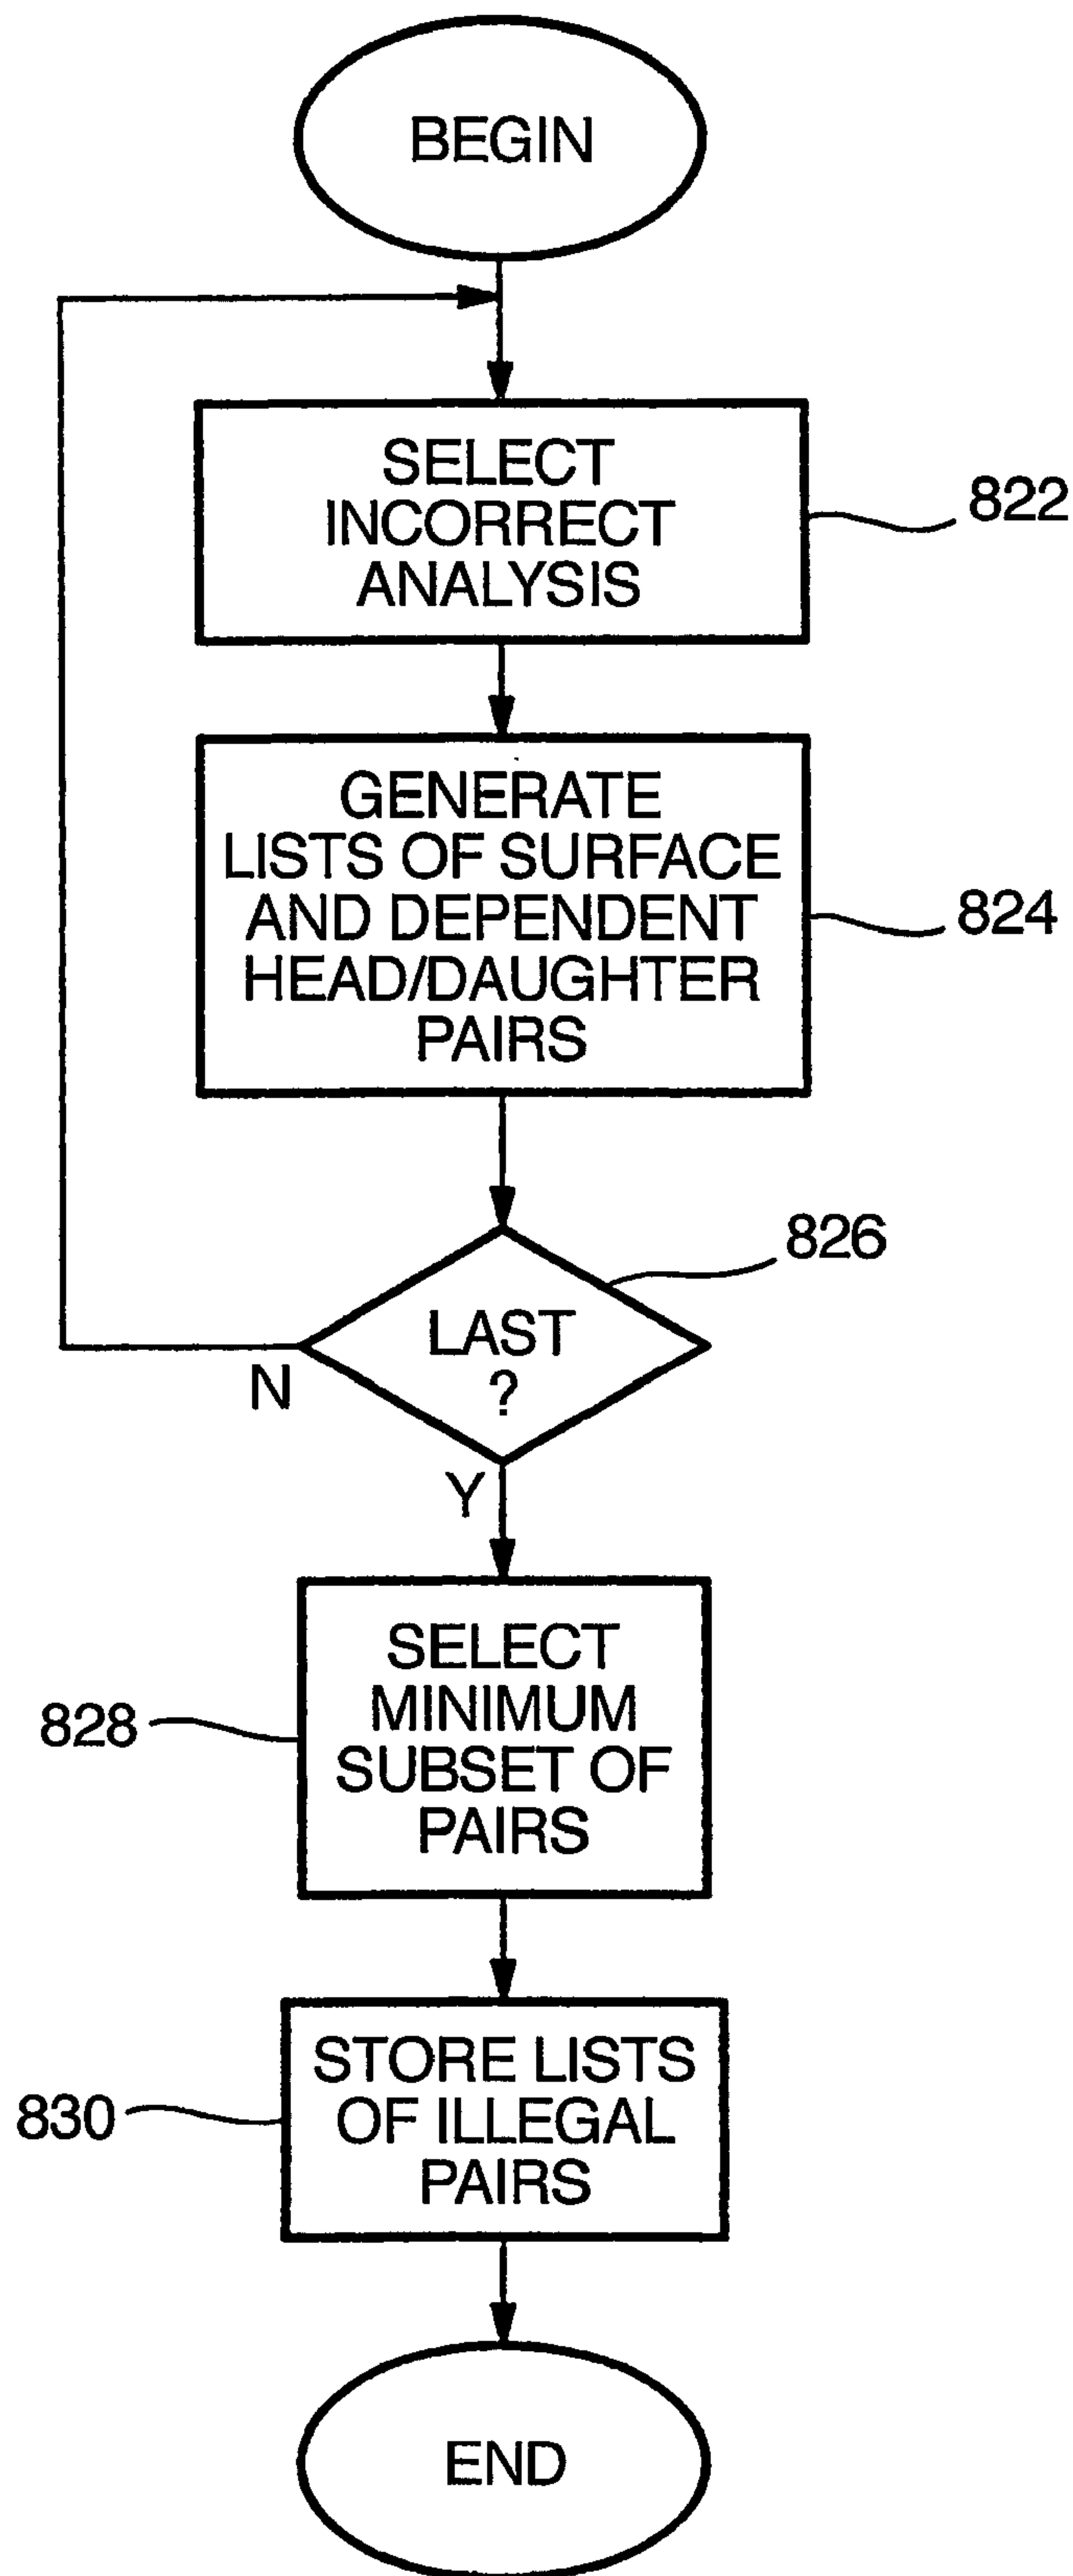 BEGIN
SELECT
INCORRECT
ANALYSIS
822
GENERATE
LISTS OF SURFACE
AND DEPENDENT
HEAD/DAUGHTER
PAIRS
824
826
LAST
?
N
Y
SELECT
MINIMUM
SUBSET OF
PAIRS
828
STORE LISTS
OF ILLEGAL
PAIRS
830
END